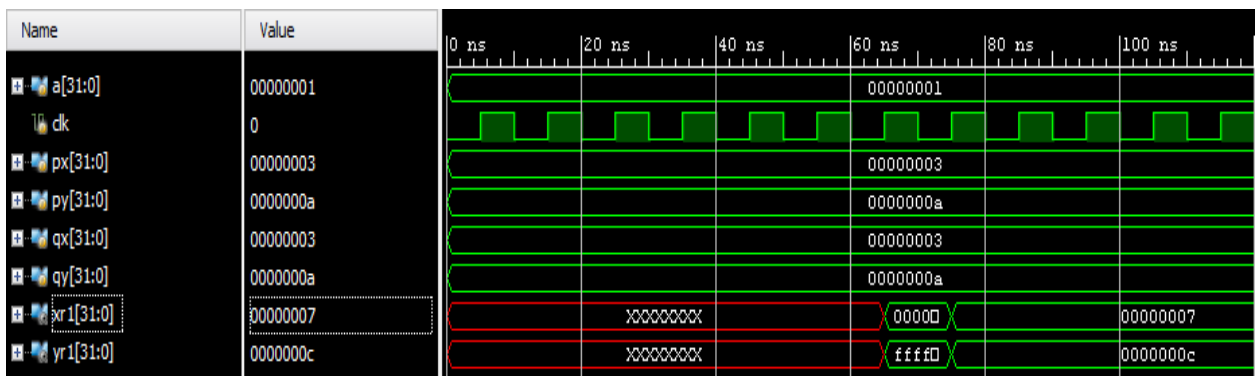 Name Value 0 ns 20 ns 40 ns 60 ns 80 ns 100 ns
a[31:0] 00000001 00000001
clk 0
px[31:0] 00000003 00000003
py[31:0] 0000000a 0000000a
qx[31:0] 00000003 00000003
qy[31:0] 0000000a 0000000a
xr1[31:0] 00000007 XXXXXXXX 0000 00000007
yr1[31:0] 0000000c XXXXXXXX ffff 0000000c